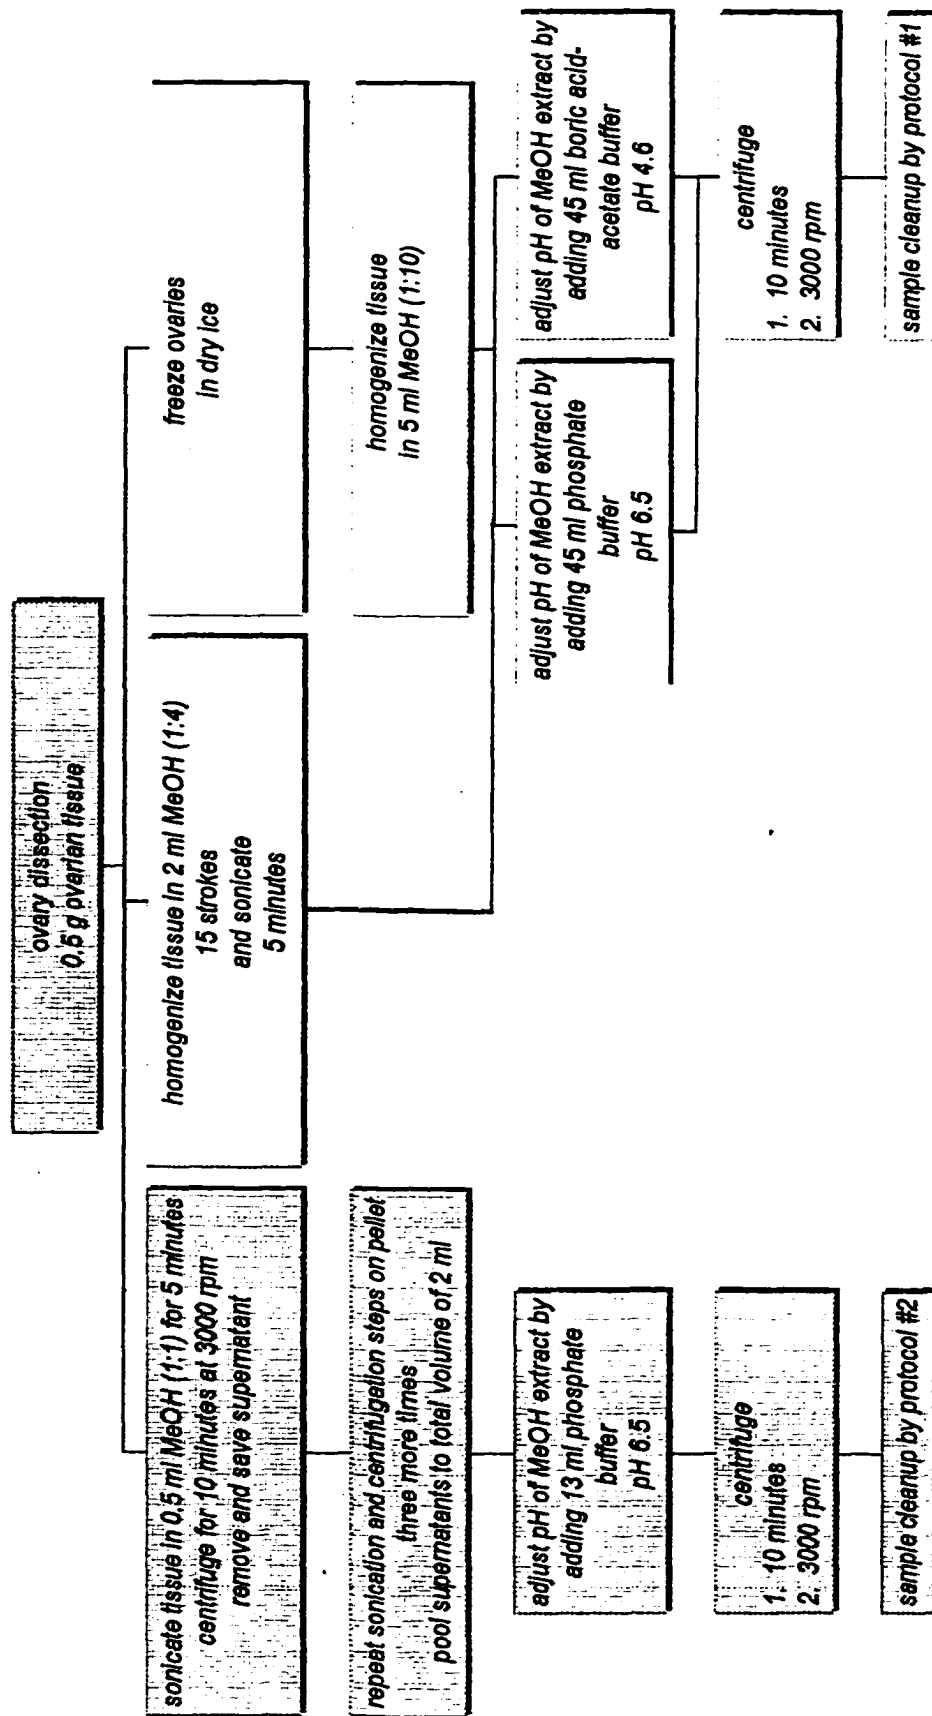 ovary dissection
0.5 g ovarian tissue
sonicate tissue in 0.5 ml MeOH (1:1) for 5 minutes
centrifuge for 10 minutes at 3000 rpm
remove and save supernatant
repeat sonication and centrifugation steps on pellet
three more times
pool supernatants to total volume of 2 ml
adjust pH of MeOH extract by
adding 13 ml phosphate
buffer
pH 6.5
centrifuge
1. 10 minutes
2. 3000 rpm
sample cleanup by protocol #2
homogenize tissue in 2 ml MeOH (1:4)
15 strokes
and sonicate
5 minutes
freeze ovaries
in dry ice
homogenize tissue
in 5 ml MeOH (1:10)
adjust pH of MeOH extract by
adding 45 ml phosphate
buffer
pH 6.5
adjust pH of MeOH extract by
adding 45 ml boric acid-
acetate buffer
pH 4.6
centrifuge
1. 10 minutes
2. 3000 rpm
sample cleanup by protocol #1